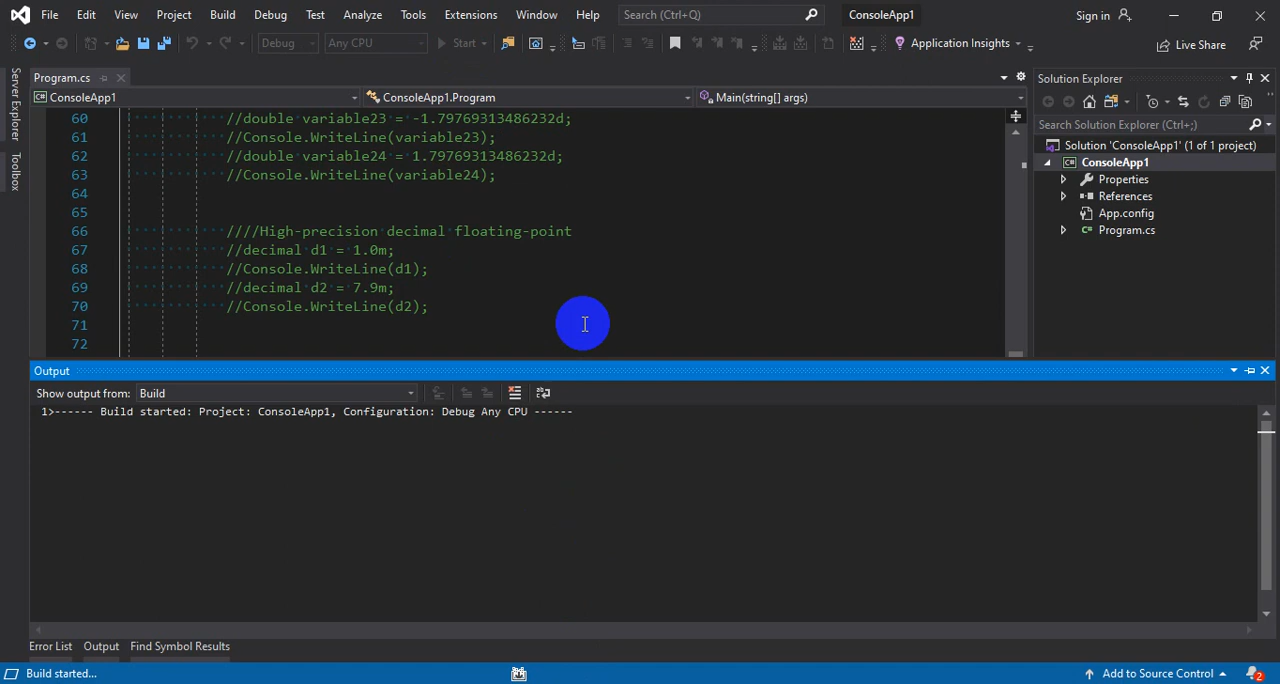 File Edit View Project Build Debug Test Analyze Tools Extensions Window Help Search (Ctrl+Q) ConsoleApp1 Sign in
Debug Any CPU Start Application Insights Live Share
Server Explorer
Toolbox
Program.cs
ConsoleApp1 ConsoleApp1.Program Main(string[] args)
60 //double variable23 = -1.79769313486232d;
61 //Console.WriteLine(variable23);
62 //double variable24 = 1.79769313486232d;
63 //Console.WriteLine(variable24);
64
65
66 ////High-precision decimal floating-point
67 //decimal d1 = 1.0m;
68 //Console.WriteLine(d1);
69 //decimal d2 = 7.9m;
70 //Console.WriteLine(d2);
71
72
Solution Explorer
Search Solution Explorer (Ctrl+;)
Solution 'ConsoleApp1' (1 of 1 project)
ConsoleApp1
Properties
References
App.config
Program.cs
Output
Show output from: Build
1>------ Build started: Project: ConsoleApp1, Configuration: Debug Any CPU ------
Error List Output Find Symbol Results
Build started... Add to Source Control 2